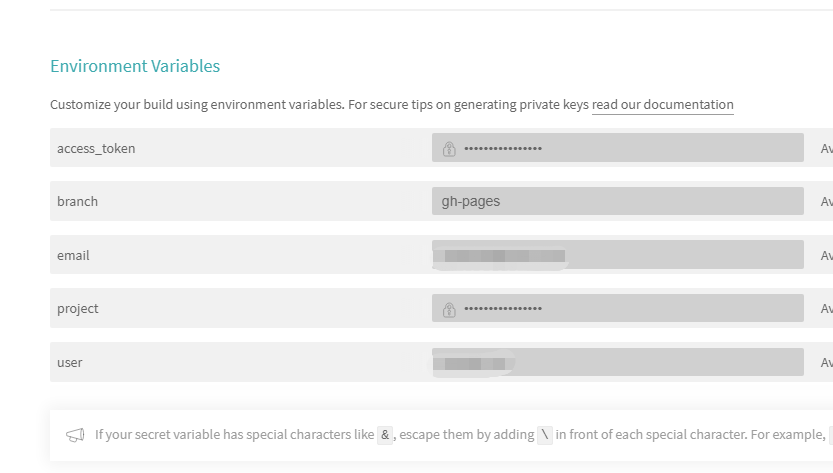 Environment Variables
Customize your build using environment variables. For secure tips on generating private keys read our documentation
access_token •••••••••••••••• Av
branch gh-pages Av
email Av
project •••••••••••••••• Av
user Av
If your secret variable has special characters like &, escape them by adding \ in front of each special character. For example,